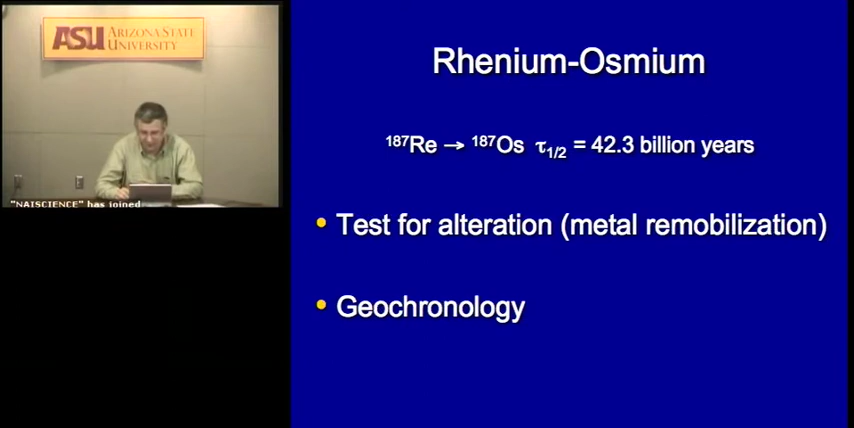 ASU ARIZONA STATE
UNIVERSITY
"NAISCIENCE" has joined
Rhenium-Osmium
¹⁸⁷Re → ¹⁸⁷Os τ₁/₂ = 42.3 billion years
• Test for alteration (metal remobilization)
• Geochronology